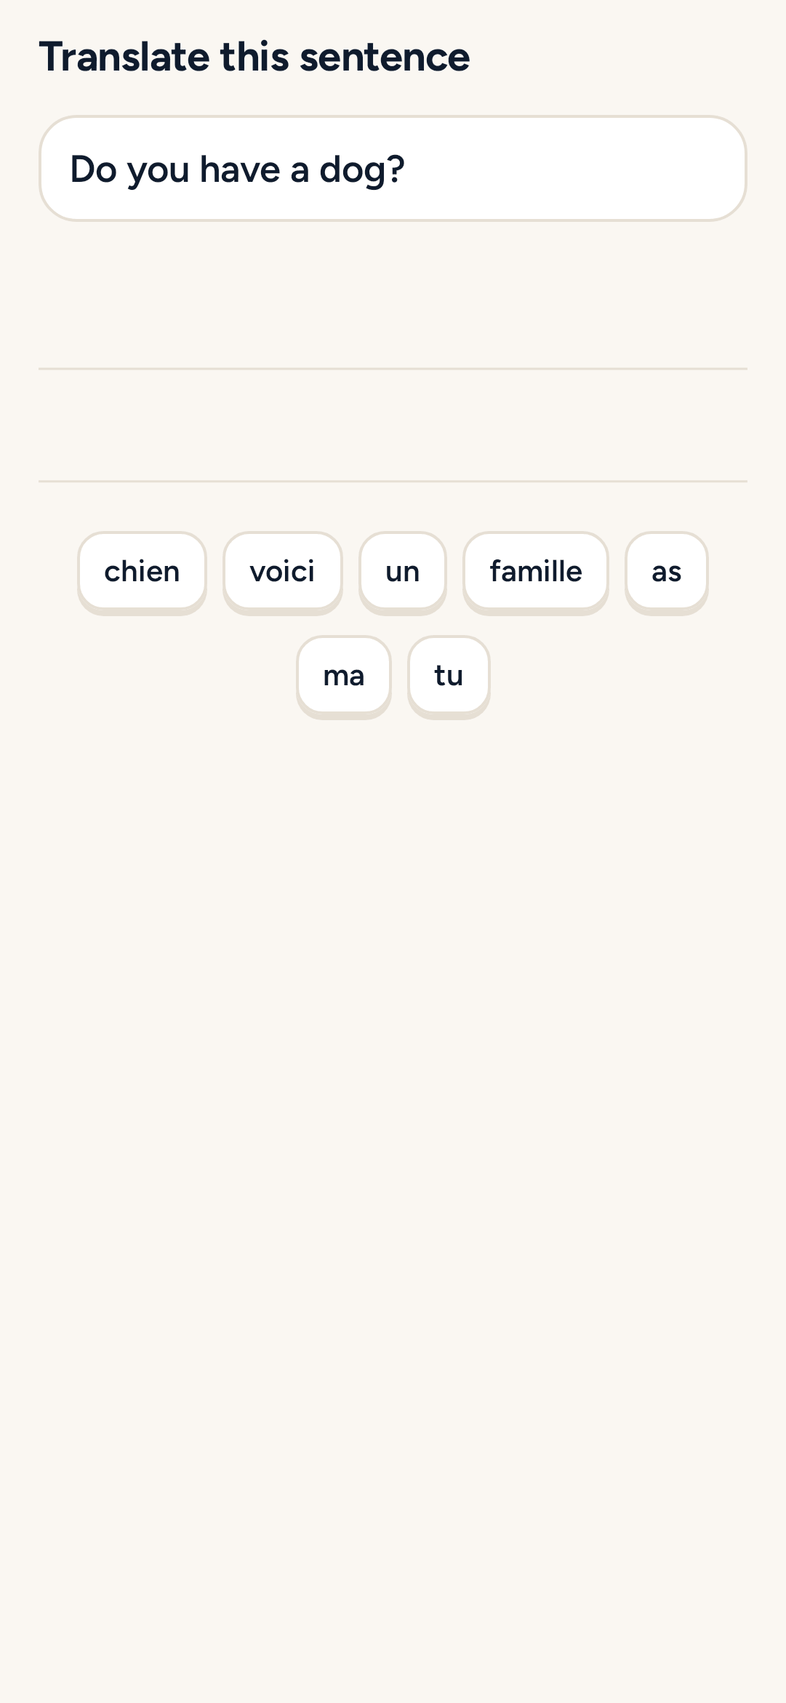 Translate this sentence
Do you have a dog?
chien voici un famille as
ma tu